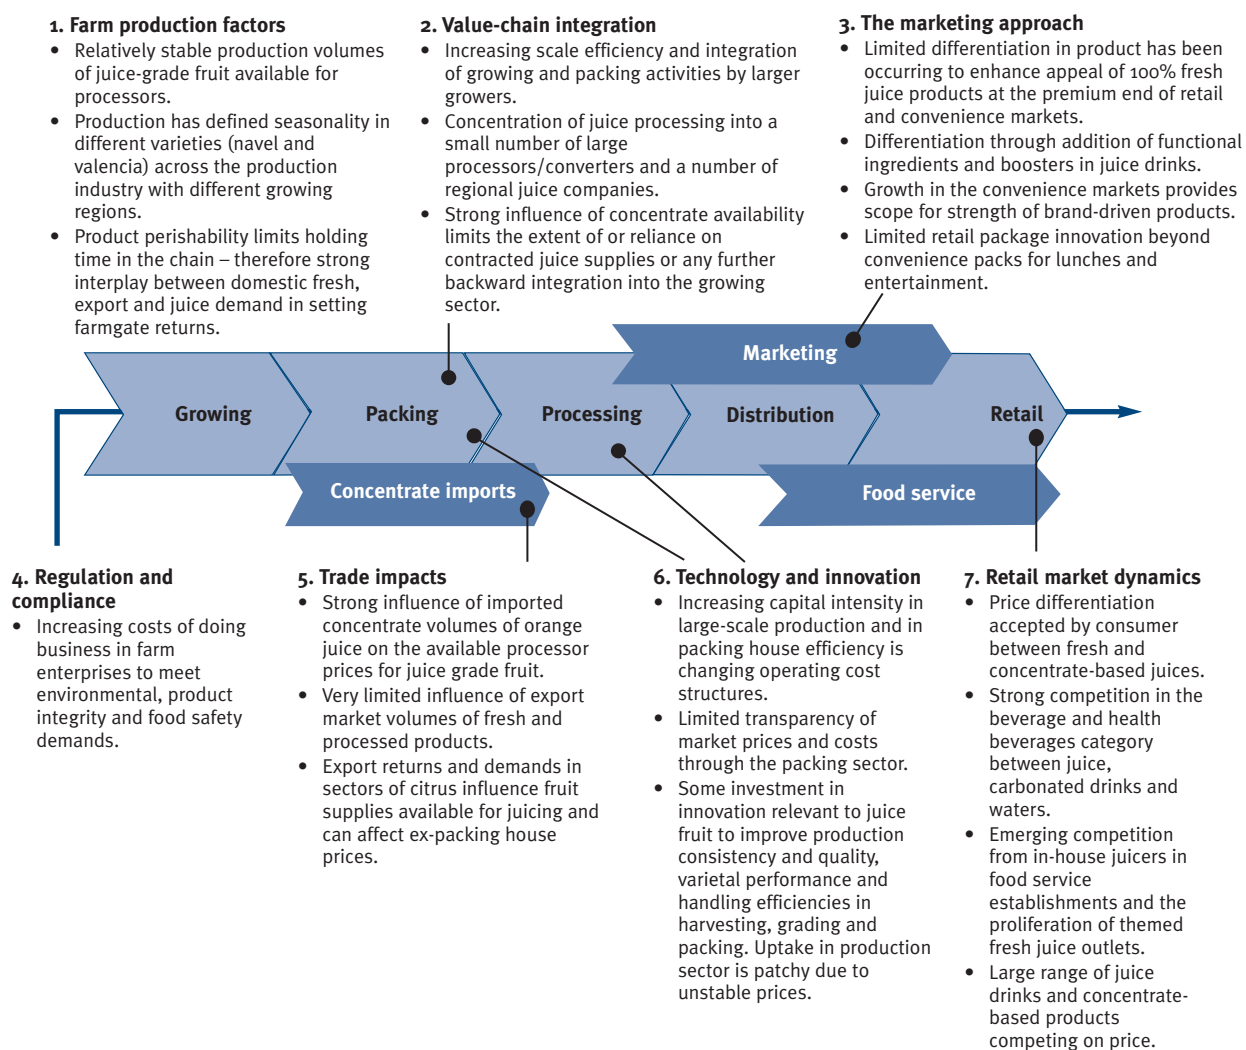 1. Farm production factors
• Relatively stable production volumes
of juice-grade fruit available for
processors.
• Production has defined seasonality in
different varieties (navel and
valencia) across the production
industry with different growing
regions.
• Product perishability limits holding
time in the chain – therefore strong
interplay between domestic fresh,
export and juice demand in setting
farmgate returns.
2. Value-chain integration
• Increasing scale efficiency and integration
of growing and packing activities by larger
growers.
• Concentration of juice processing into a
small number of large
processors/converters and a number of
regional juice companies.
• Strong influence of concentrate availability
limits the extent of or reliance on
contracted juice supplies or any further
backward integration into the growing
sector.
3. The marketing approach
• Limited differentiation in product has been
occurring to enhance appeal of 100% fresh
juice products at the premium end of retail
and convenience markets.
• Differentiation through addition of functional
ingredients and boosters in juice drinks.
• Growth in the convenience markets provides
scope for strength of brand-driven products.
• Limited retail package innovation beyond
convenience packs for lunches and
entertainment.
Marketing
Growing
Packing
Processing
Distribution
Retail
Concentrate imports
Food service
4. Regulation and
compliance
• Increasing costs of doing
business in farm
enterprises to meet
environmental, product
integrity and food safety
demands.
5. Trade impacts
• Strong influence of imported
concentrate volumes of orange
juice on the available processor
prices for juice grade fruit.
• Very limited influence of export
market volumes of fresh and
processed products.
• Export returns and demands in
sectors of citrus influence fruit
supplies available for juicing and
can affect ex-packing house
prices.
6. Technology and innovation
• Increasing capital intensity in
large-scale production and in
packing house efficiency is
changing operating cost
structures.
• Limited transparency of
market prices and costs
through the packing sector.
• Some investment in
innovation relevant to juice
fruit to improve production
consistency and quality,
varietal performance and
handling efficiencies in
harvesting, grading and
packing. Uptake in production
sector is patchy due to
unstable prices.
7. Retail market dynamics
• Price differentiation
accepted by consumer
between fresh and
concentrate-based juices.
• Strong competition in the
beverage and health
beverages category
between juice,
carbonated drinks and
waters.
• Emerging competition
from in-house juicers in
food service
establishments and the
proliferation of themed
fresh juice outlets.
• Large range of juice
drinks and concentrate-
based products
competing on price.